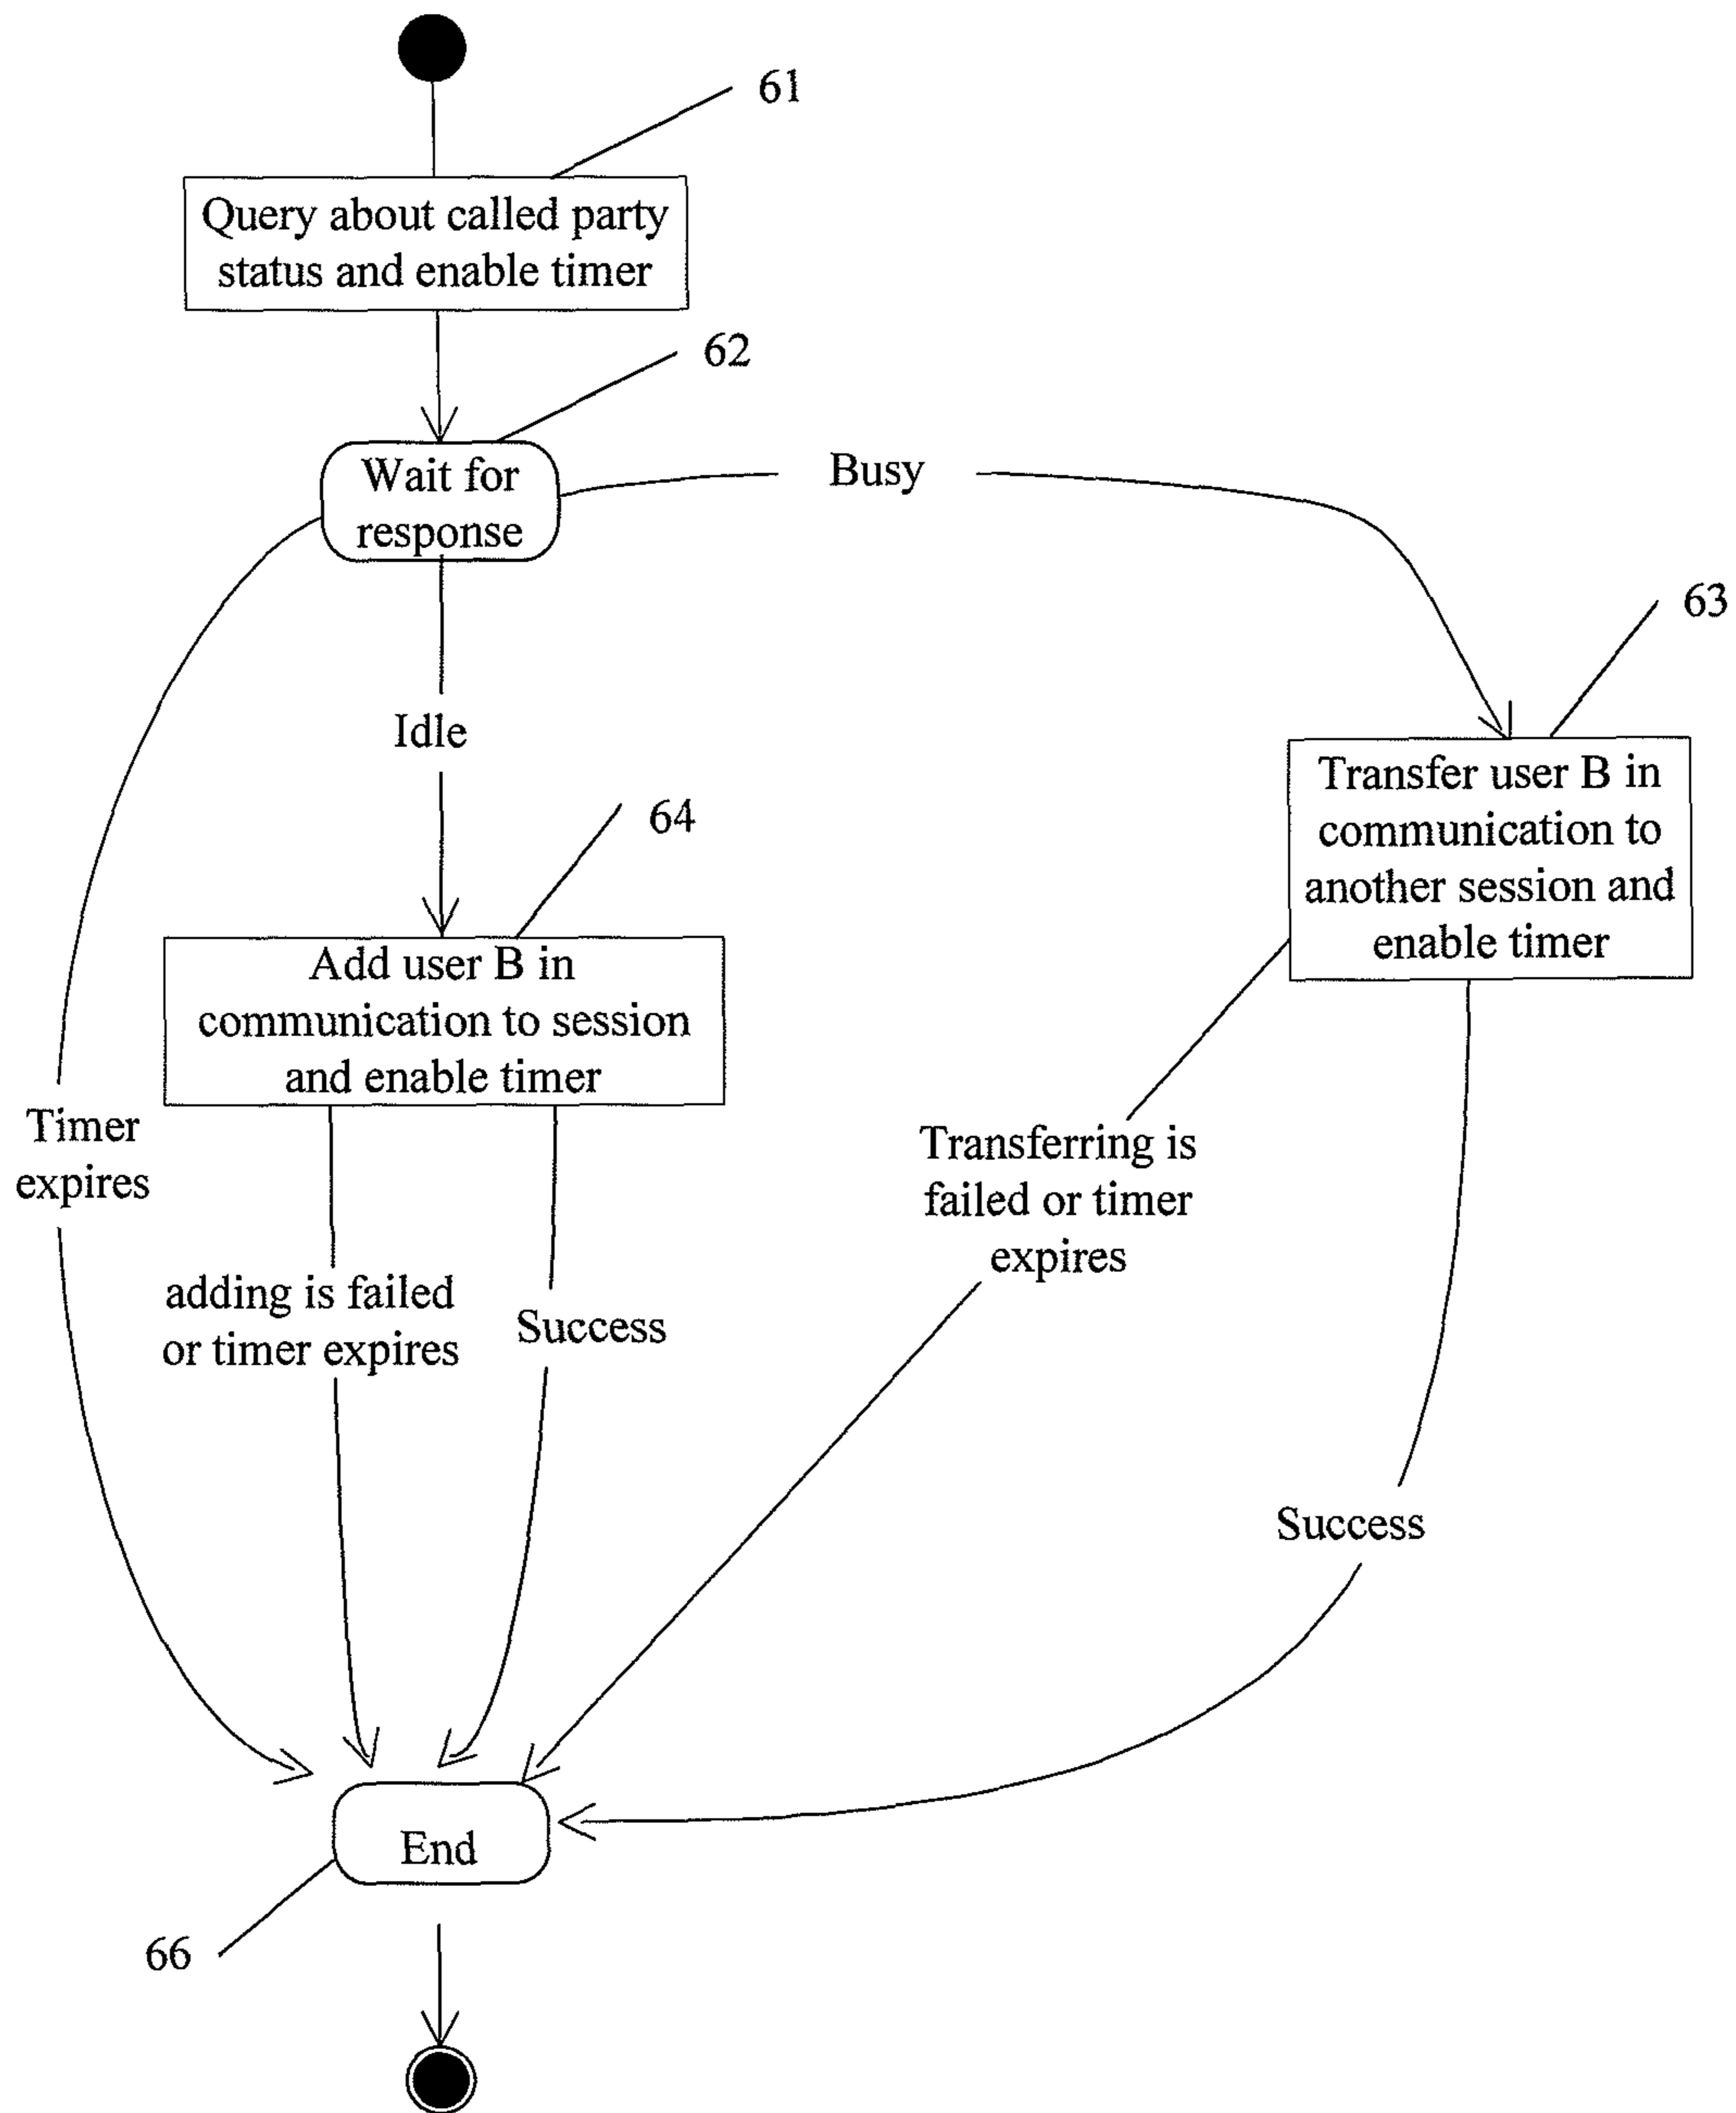 61
Query about called party
status and enable timer
62
Wait for
response
Busy
63
Idle
Transfer user B in
communication to
another session and
enable timer
64
Add user B in
communication to session
and enable timer
Timer
expires
Transferring is
failed or timer
expires
adding is failed
or timer expires
Success
Success
End
66